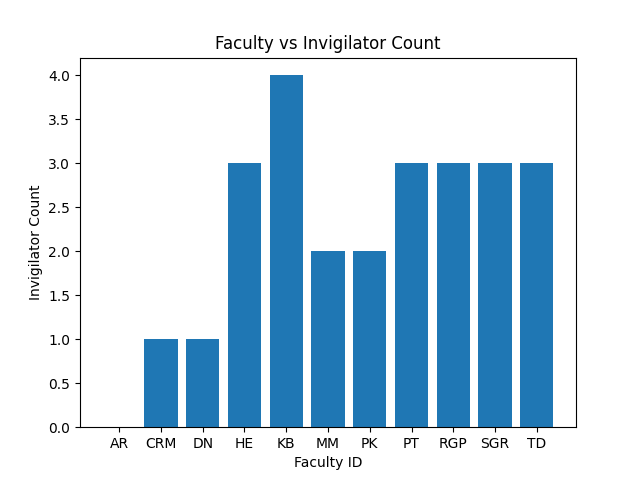 Faculty vs Invigilator Count
Invigilator Count
4.0
3.5
3.0
2.5
2.0
1.5
1.0
0.5
0.0
AR CRM DN HE KB MM PK PT RGP SGR TD
Faculty ID